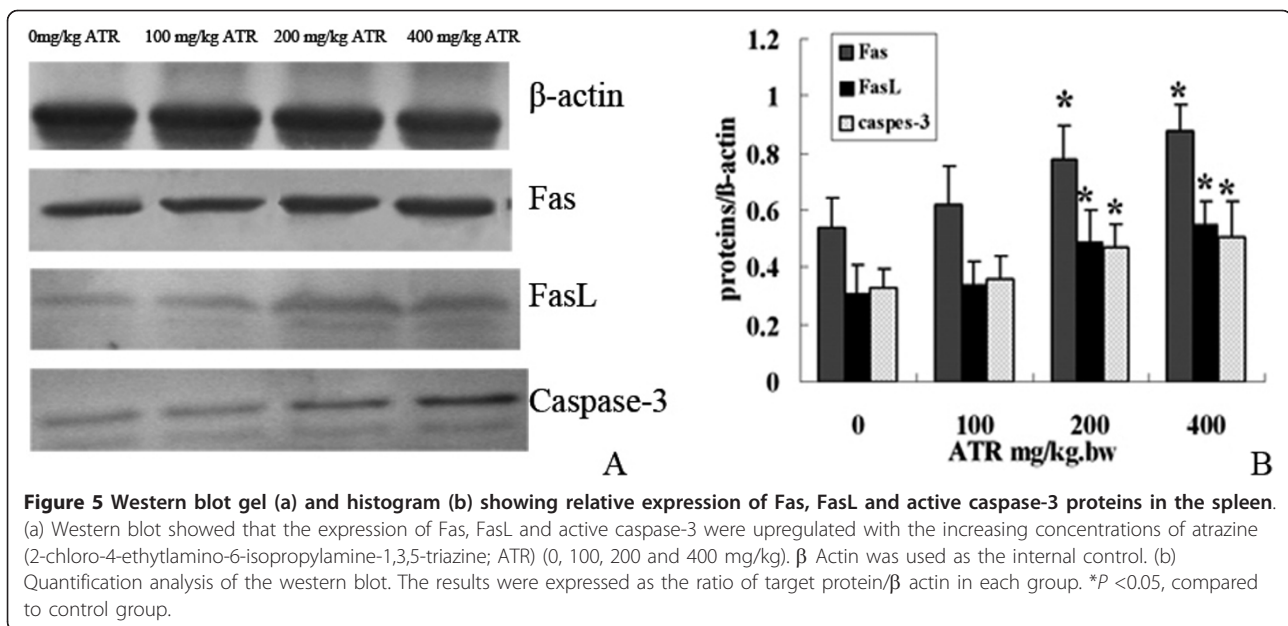 0mg/kg ATR 100 mg/kg ATR 200 mg/kg ATR 400 mg/kg ATR
β-actin
Fas
FasL
Caspase-3
A
1.2
1
0.8
0.6
0.4
0.2
0
proteins/β-actin
Fas
FasL
caspes-3
* * * * * *
0 100 200 400
ATR mg/kg.bw
B
Figure 5 Western blot gel (a) and histogram (b) showing relative expression of Fas, FasL and active caspase-3 proteins in the spleen.
(a) Western blot showed that the expression of Fas, FasL and active caspase-3 were upregulated with the increasing concentrations of atrazine
(2-chloro-4-ethytlamino-6-isopropylamine-1,3,5-triazine; ATR) (0, 100, 200 and 400 mg/kg). β Actin was used as the internal control. (b)
Quantification analysis of the western blot. The results were expressed as the ratio of target protein/β actin in each group. *P <0.05, compared
to control group.